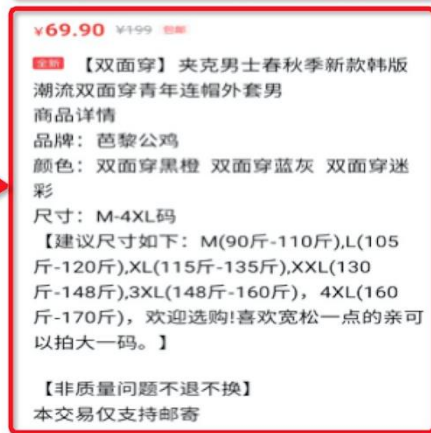 ¥69.90 ¥199 包邮
全新 【双面穿】夹克男士春秋季新款韩版
潮流双面穿青年连帽外套男
商品详情
品牌：芭黎公鸡
颜色：双面穿黑橙 双面穿蓝灰 双面穿迷
彩
尺寸：M-4XL码
【建议尺寸如下：M(90斤-110斤),L(105
斤-120斤),XL(115斤-135斤),XXL(130
斤-148斤),3XL(148斤-160斤)，4XL(160
斤-170斤)，欢迎选购!喜欢宽松一点的亲可
以拍大一码。】
【非质量问题不退不换】
本交易仅支持邮寄